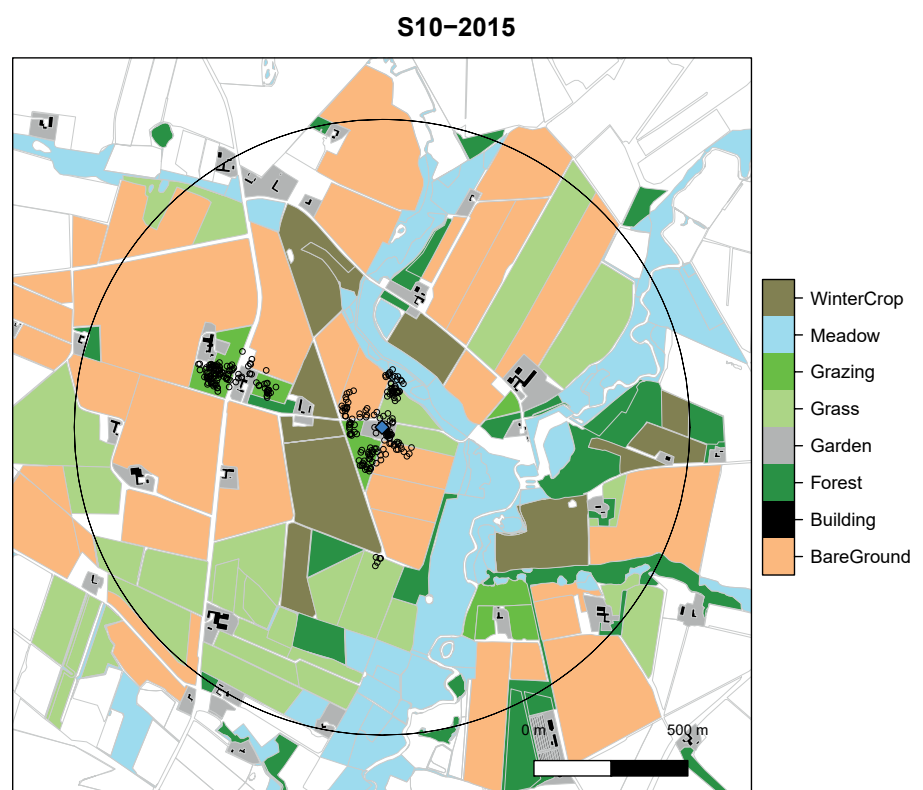 S10−2015
WinterCrop
Meadow
Grazing
Grass
Garden
Forest
Building
BareGround
0 m
500 m